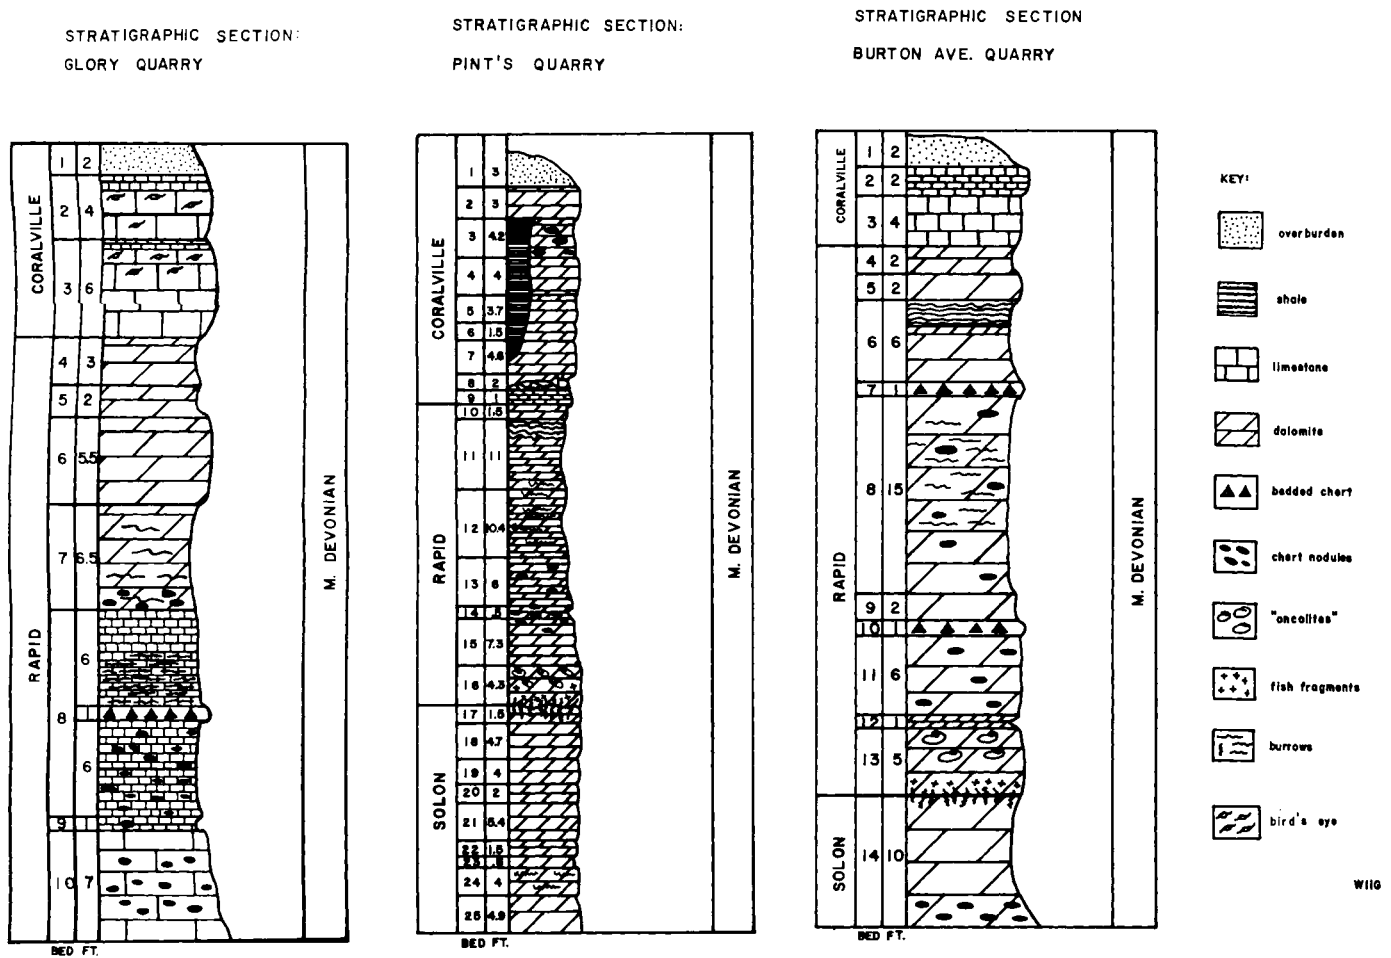 STRATIGRAPHIC SECTION:
GLORY QUARRY
STRATIGRAPHIC SECTION:
PINT'S QUARRY
STRATIGRAPHIC SECTION
BURTON AVE. QUARRY
CORALVILLE
RAPID
1 2
2 4
3 6
4 3
5 2
6 5.5
7 6.5
6
8 1
6
9 1
10 7
BED FT.
M. DEVONIAN
CORALVILLE
RAPID
SOLON
1 3
2 3
3 4.2
4 4
5 3.7
6 1.5
7 4.6
8 2
9 1
10 1.5
11 11
12 10.4
13 6
14 .5
15 7.3
16 4.3
17 1.5
18 4.7
19 4
20 2
21 5.4
22 1.5
23 .8
24 4
25 4.9
BED FT.
M. DEVONIAN
CORALVILLE
RAPID
SOLON
1 2
2 2
3 4
4 2
5 2
6 6
7 1
8 15
9 2
10 1
11 6
12 1
13 5
14 10
BED FT.
M. DEVONIAN
KEY:
overburden
shale
limestone
dolomite
bedded chert
chert nodules
"oncolites"
fish fragments
burrows
bird's eye
WIIG